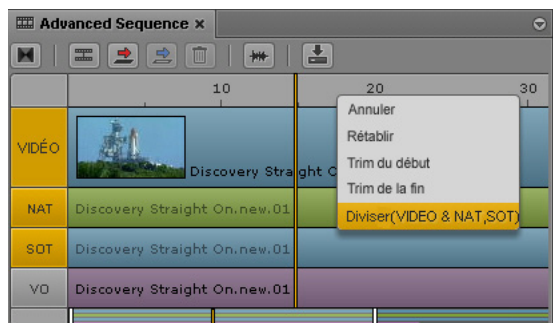 Advanced Sequence ×
10 20 30
Annuler
Rétablir
Trim du début
Trim de la fin
Diviser(VIDEO & NAT,SOT)
VIDÉO
Discovery Straight O
NAT
Discovery Straight On.new.01
SOT
Discovery Straight On.new.01
VO
Discovery Straight On.new.01